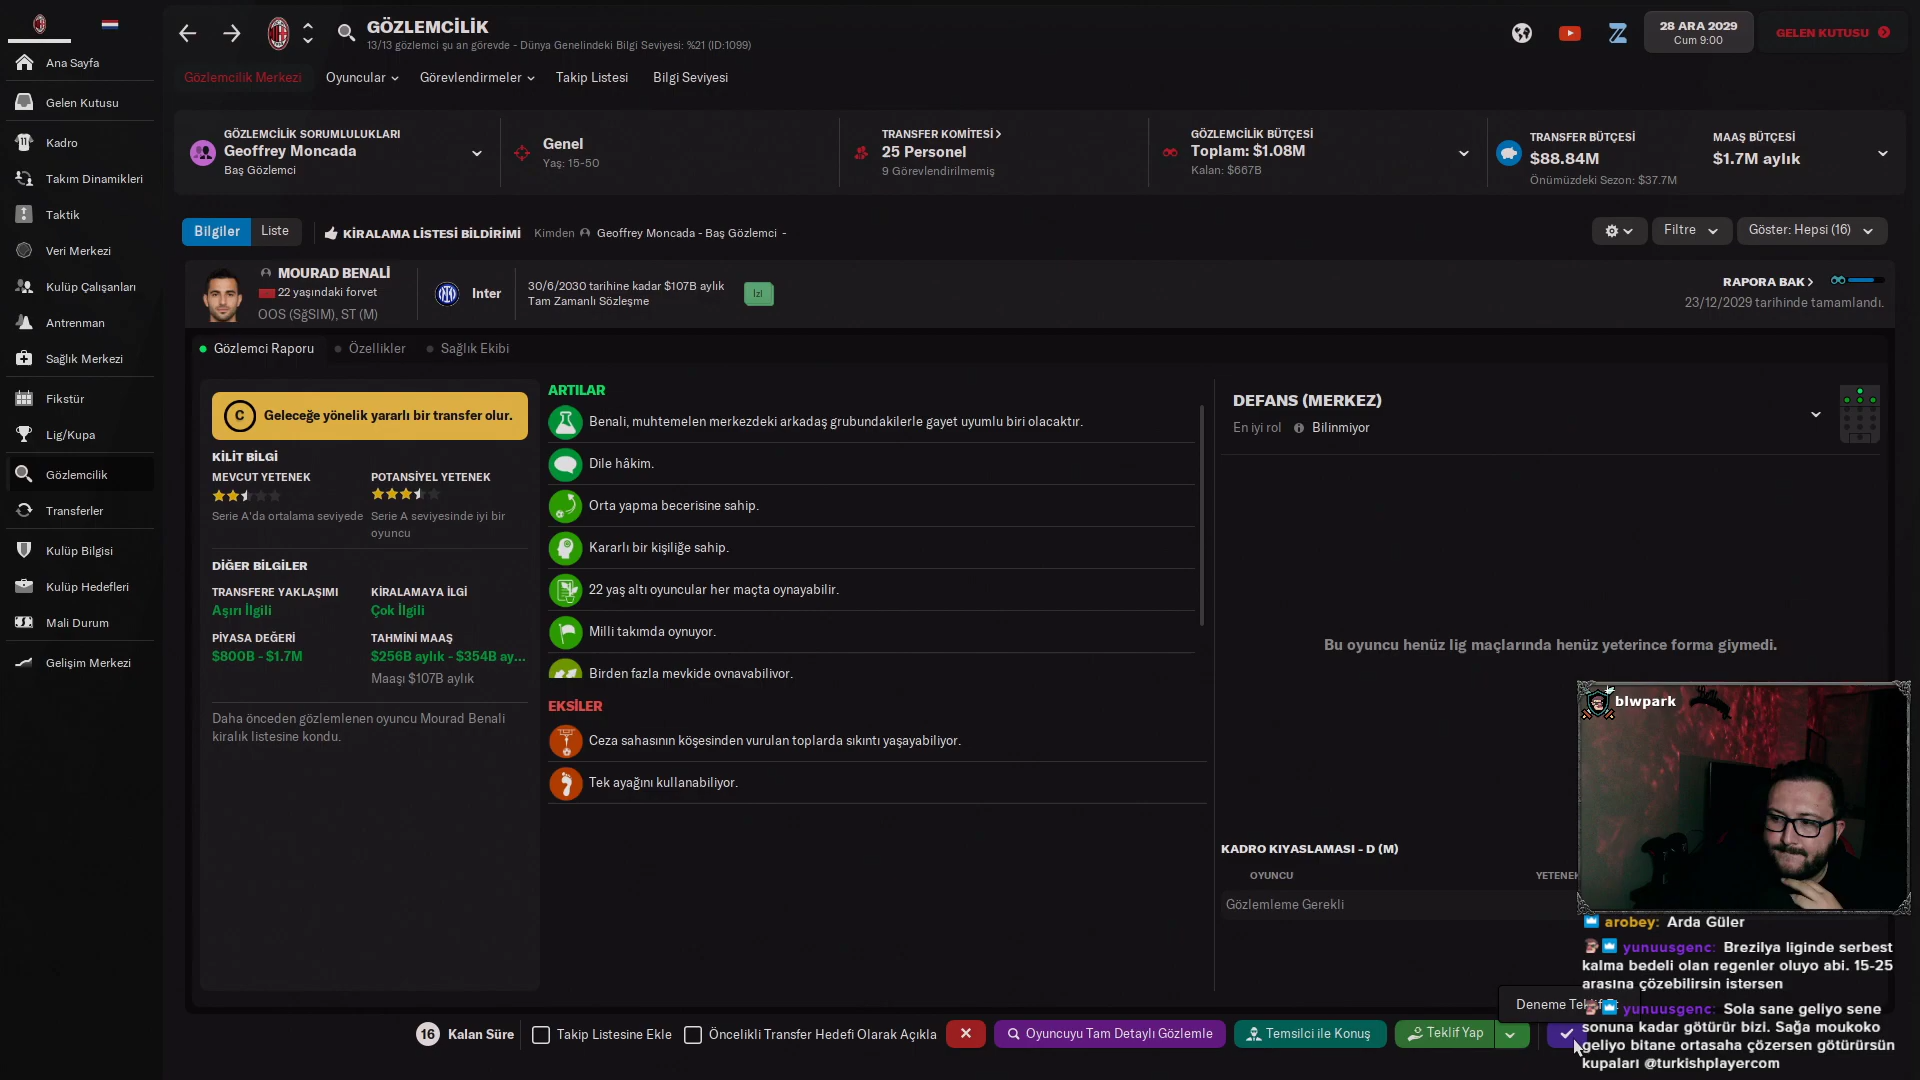 GÖZLEMCİLİK
13/13 gözlemci şu an görevde - Dünya Genelindeki Bilgi Seviyesi: %21 (ID:1099)
28 ARA 2029
Cum 9:00
GELEN KUTUSU
Ana Sayfa
Gelen Kutusu
Kadro
Takım Dinamikleri
Taktik
Veri Merkezi
Kulüp Çalışanları
Antrenman
Sağlık Merkezi
Fikstür
Lig/Kupa
Gözlemcilik
Transferler
Kulüp Bilgisi
Kulüp Hedefleri
Mali Durum
Gelişim Merkezi
Gözlemcilik Merkezi
Oyuncular
Görevlendirmeler
Takip Listesi
Bilgi Seviyesi
GÖZLEMCİLİK SORUMLULUKLARI
Geoffrey Moncada
Baş Gözlemci
Genel
Yaş: 15-50
TRANSFER KOMİTESİ
25 Personel
9 Görevlendirilmemiş
GÖZLEMCİLİK BÜTÇESİ
Toplam: $1.08M
Kalan: $667B
TRANSFER BÜTÇESİ
$88.84M
Önümüzdeki Sezon: $37.7M
MAAŞ BÜTÇESİ
$1.7M aylık
Bilgiler
Liste
KİRALAMA LİSTESİ BİLDİRİMİ
Kimden Geoffrey Moncada - Baş Gözlemci -
Filtre
Göster: Hepsi (16)
MOURAD BENALİ
22 yaşındaki forvet
OOS (SğSlM), ST (M)
Inter
30/6/2030 tarihine kadar $107B aylık
Tam Zamanlı Sözleşme
İzl
RAPORA BAK
23/12/2029 tarihinde tamamlandı.
Gözlemci Raporu
Özellikler
Sağlık Ekibi
C Geleceğe yönelik yararlı bir transfer olur.
KİLİT BİLGİ
MEVCUT YETENEK
Serie A'da ortalama seviyede
POTANSİYEL YETENEK
Serie A seviyesinde iyi bir
oyuncu
DİĞER BİLGİLER
TRANSFERE YAKLAŞIMI
Aşırı İlgili
KİRALAMAYA İLGİ
Çok İlgili
PİYASA DEĞERİ
$800B - $1.7M
TAHMİNİ MAAŞ
$256B aylık - $354B ay...
Maaşı $107B aylık
Daha önceden gözlemlenen oyuncu Mourad Benali
kiralık listesine kondu.
ARTILAR
Benali, muhtemelen merkezdeki arkadaş grubundakilerle gayet uyumlu biri olacaktır.
Dile hâkim.
Orta yapma becerisine sahip.
Kararlı bir kişiliğe sahip.
22 yaş altı oyuncular her maçta oynayabilir.
Milli takımda oynuyor.
Birden fazla mevkide oynayabiliyor.
EKSİLER
Ceza sahasının köşesinden vurulan toplarda sıkıntı yaşayabiliyor.
Tek ayağını kullanabiliyor.
DEFANS (MERKEZ)
En iyi rol Bilinmiyor
Bu oyuncu henüz lig maçlarında henüz yeterince forma giymedi.
KADRO KIYASLAMASI - D (M)
OYUNCU
YETENEK
Gözlemleme Gerekli
blwpark
arobey: Arda Güler
yunuusgenc: Brezilya liginde serbest
kalma bedeli olan regenler oluyo abi. 15-25
arasına çözebilirsin istersen
yunuusgenc: Sola sane geliyo sene
sonuna kadar götürür bizi. Sağa moukoko
geliyo bitane ortasaha çözersen götürürsün
kupaları @turkishplayercom
Deneme
16 Kalan Süre
Takip Listesine Ekle
Öncelikli Transfer Hedefi Olarak Açıkla
Oyuncuyu Tam Detaylı Gözlemle
Temsilci ile Konuş
Teklif Yap